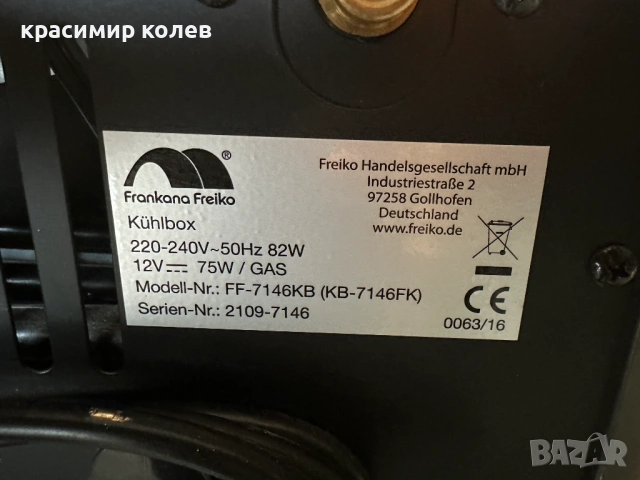 красимир колев
®
Frankana Freiko
Kühlbox
220-240V~50Hz 82W
12V⎓ 75W / GAS
Modell-Nr.: FF-7146KB (KB-7146FK)
Serien-Nr.: 2109-7146
Freiko Handelsgesellschaft mbH
Industriestraße 2
97258 Gollhofen
Deutschland
www.freiko.de
CE
0063/16
BAZAR